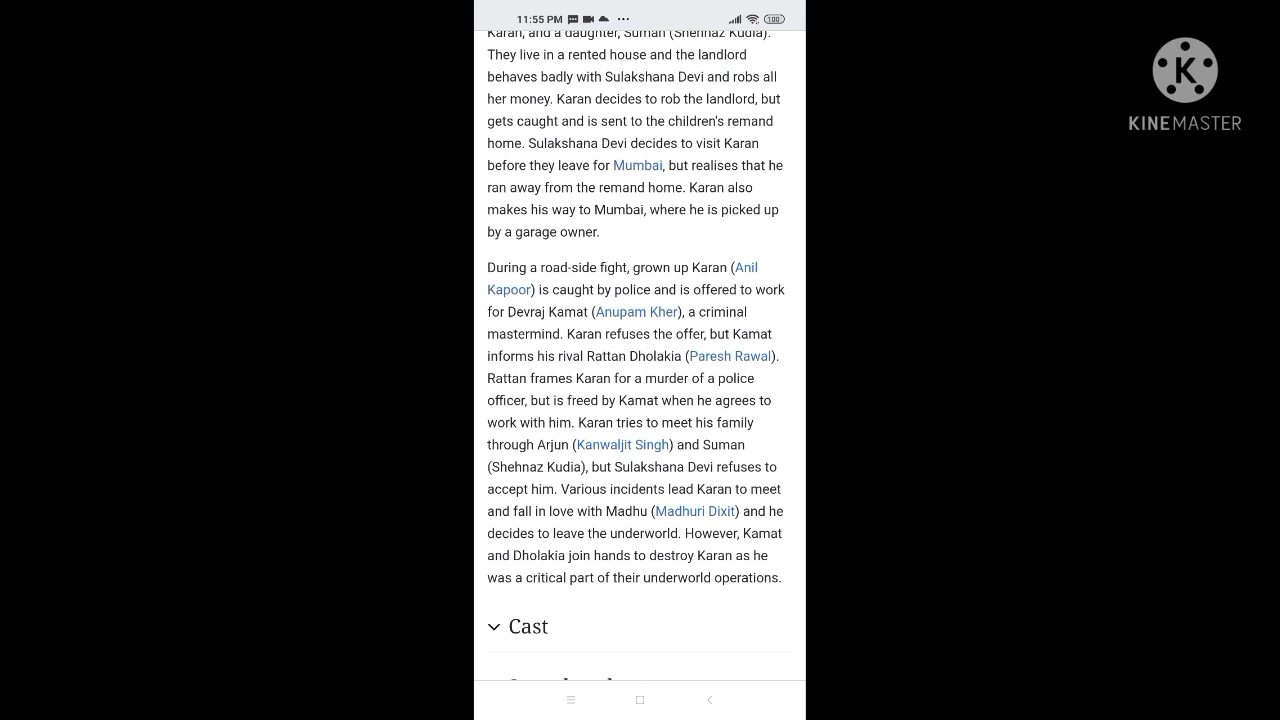 11:55 PM
100
Karan, and a daughter, Suman (Shehnaz Kudia).
They live in a rented house and the landlord
behaves badly with Sulakshana Devi and robs all
her money. Karan decides to rob the landlord, but
gets caught and is sent to the children's remand
home. Sulakshana Devi decides to visit Karan
before they leave for Mumbai, but realises that he
ran away from the remand home. Karan also
makes his way to Mumbai, where he is picked up
by a garage owner.
During a road-side fight, grown up Karan (Anil
Kapoor) is caught by police and is offered to work
for Devraj Kamat (Anupam Kher), a criminal
mastermind. Karan refuses the offer, but Kamat
informs his rival Rattan Dholakia (Paresh Rawal).
Rattan frames Karan for a murder of a police
officer, but is freed by Kamat when he agrees to
work with him. Karan tries to meet his family
through Arjun (Kanwaljit Singh) and Suman
(Shehnaz Kudia), but Sulakshana Devi refuses to
accept him. Various incidents lead Karan to meet
and fall in love with Madhu (Madhuri Dixit) and he
decides to leave the underworld. However, Kamat
and Dholakia join hands to destroy Karan as he
was a critical part of their underworld operations.
Cast
K
KINEMASTER